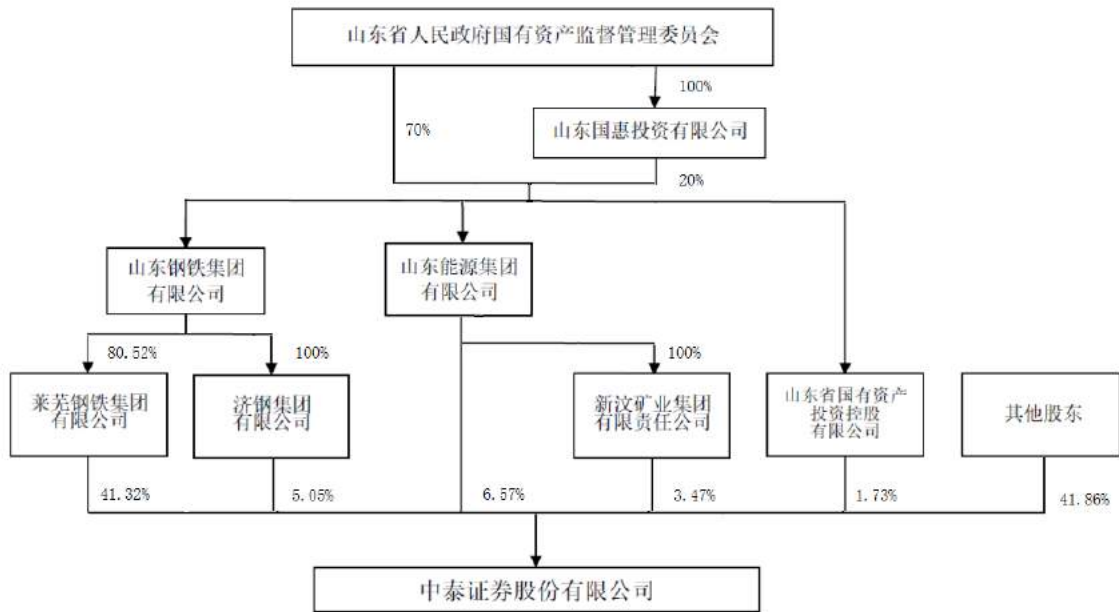 山东省人民政府国有资产监督管理委员会
100%
70%
山东国惠投资有限公司
20%
山东钢铁集团
有限公司
山东能源集团
有限公司
80.52%
100%
100%
莱芜钢铁集团
有限公司
济钢集团
有限公司
新汶矿业集团
有限责任公司
山东省国有资产
投资控股
有限公司
其他股东
41.32%
5.05%
6.57%
3.47%
1.73%
41.86%
中泰证券股份有限公司